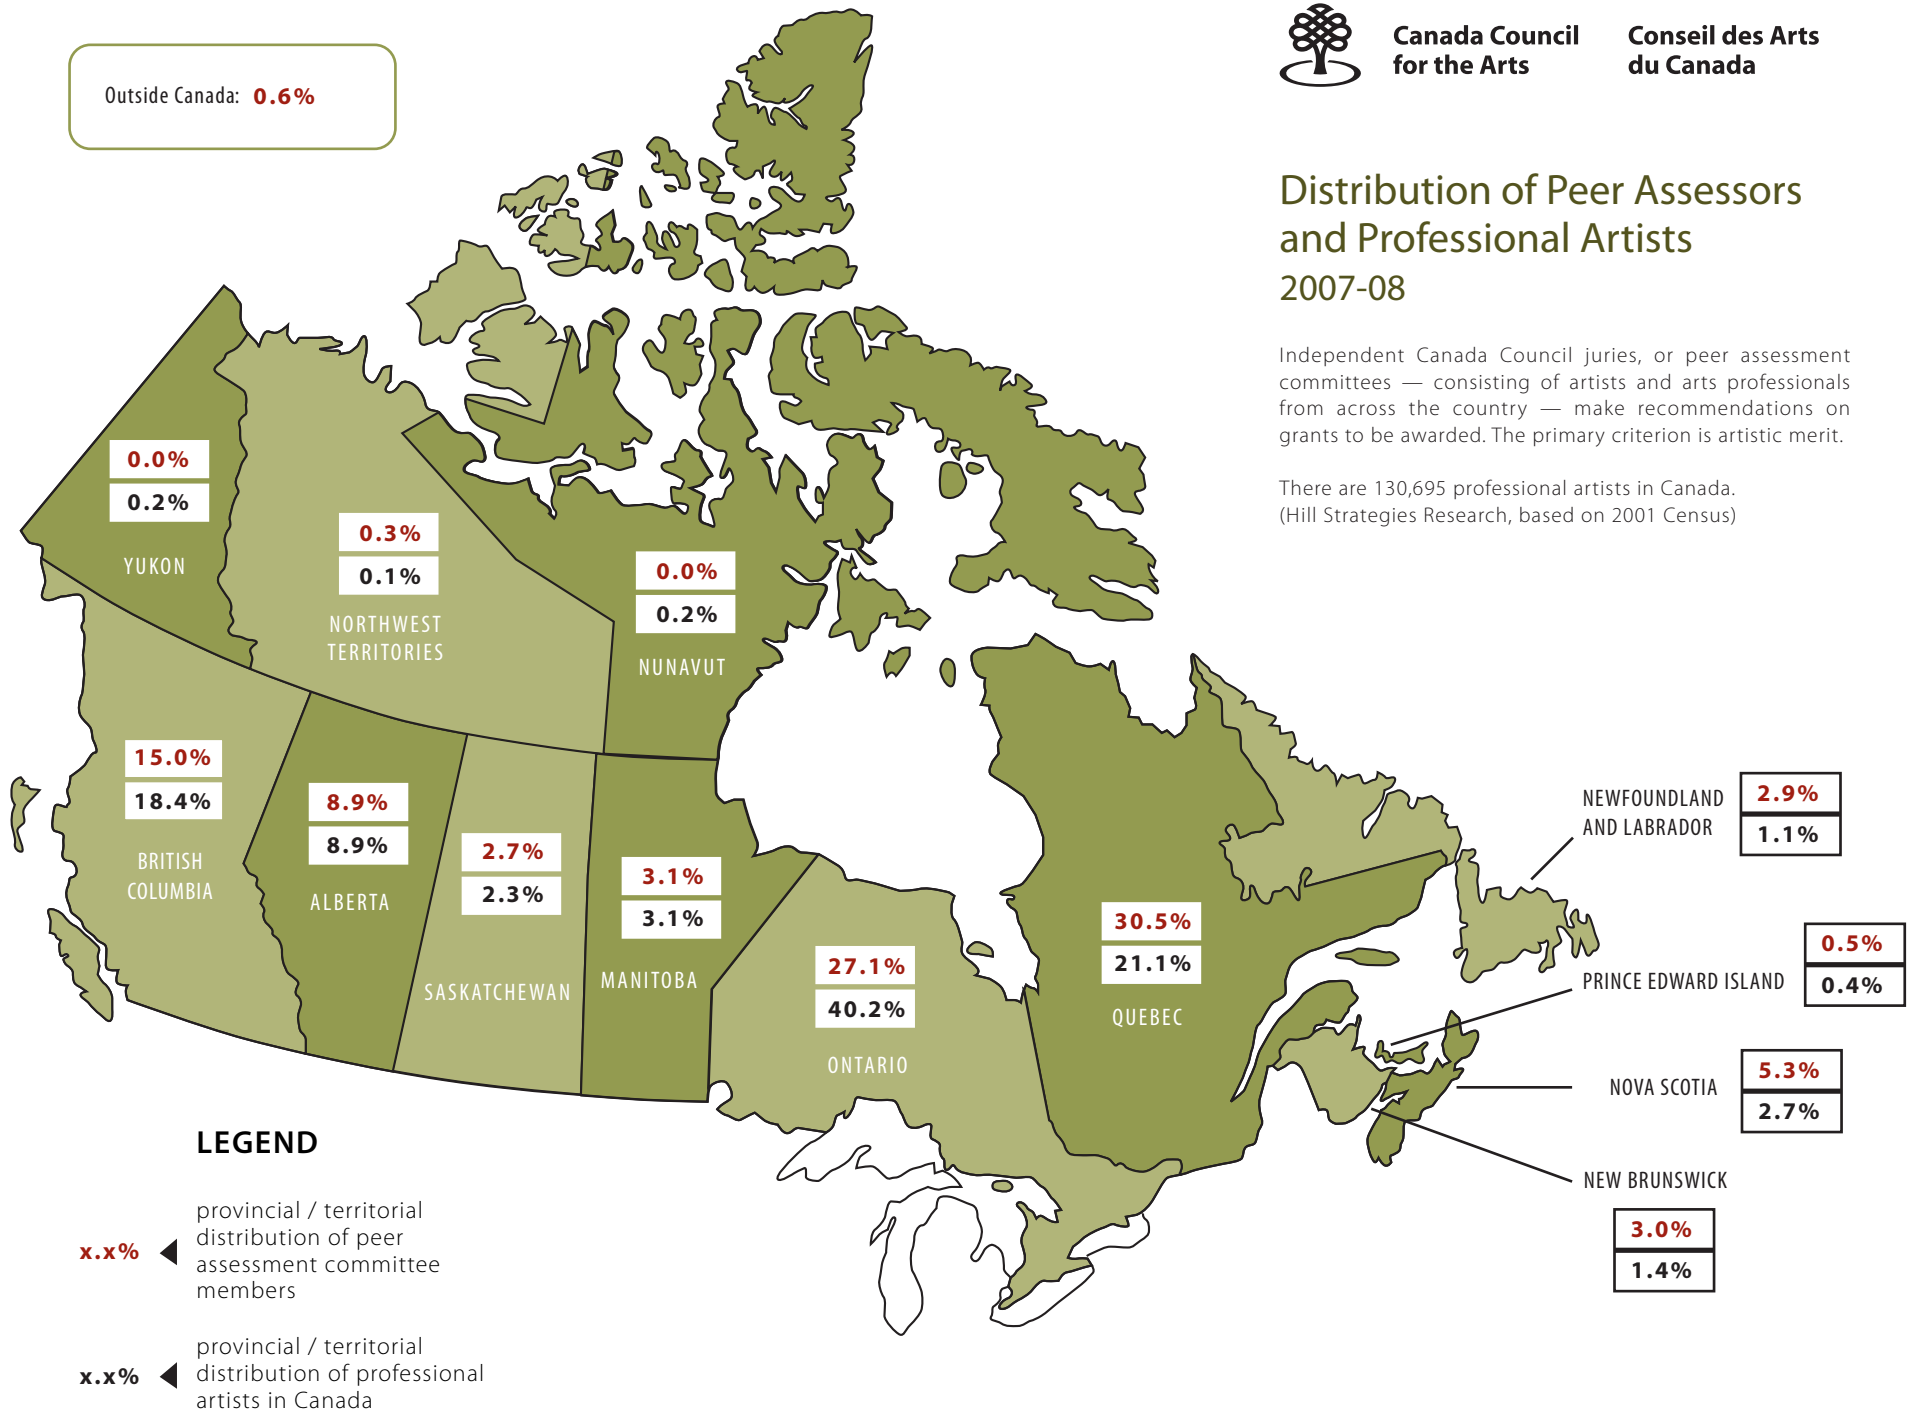 Outside Canada: 0.6%
Canada Council
for the Arts
Conseil des Arts
du Canada
Distribution of Peer Assessors
and Professional Artists
2007-08
Independent Canada Council juries, or peer assessment
committees — consisting of artists and arts professionals
from across the country — make recommendations on
grants to be awarded. The primary criterion is artistic merit.
There are 130,695 professional artists in Canada.
(Hill Strategies Research, based on 2001 Census)
0.0%
0.2%
YUKON
0.3%
0.1%
NORTHWEST
TERRITORIES
0.0%
0.2%
NUNAVUT
15.0%
18.4%
BRITISH
COLUMBIA
8.9%
8.9%
ALBERTA
2.7%
2.3%
SASKATCHEWAN
3.1%
3.1%
MANITOBA
27.1%
40.2%
ONTARIO
30.5%
21.1%
QUEBEC
NEWFOUNDLAND
AND LABRADOR
2.9%
1.1%
PRINCE EDWARD ISLAND
0.5%
0.4%
NOVA SCOTIA
5.3%
2.7%
NEW BRUNSWICK
3.0%
1.4%
LEGEND
x.x%
provincial / territorial
distribution of peer
assessment committee
members
x.x%
provincial / territorial
distribution of professional
artists in Canada